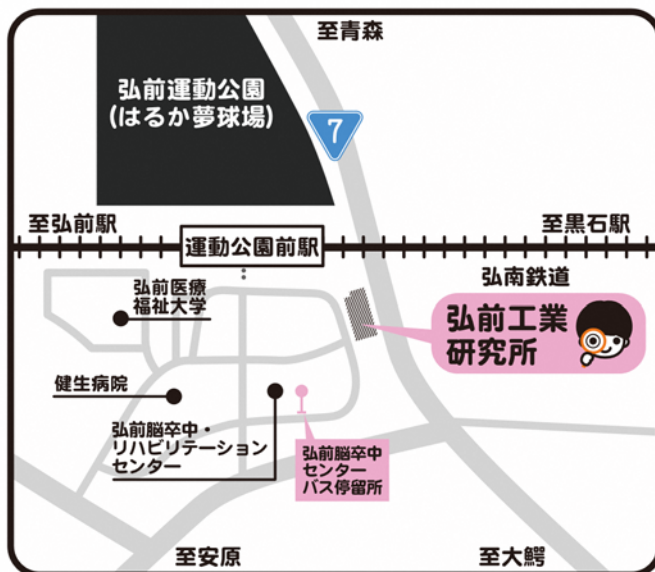 至青森
弘前運動公園
(はるか夢球場)
7
至弘前駅
運動公園前駅
至黒石駅
弘南鉄道
弘前医療
福祉大学
弘前工業
研究所
健生病院
弘前脳卒中・
リハビリテーション
センター
弘前脳卒中
センター
バス停留所
至安原
至大鰐